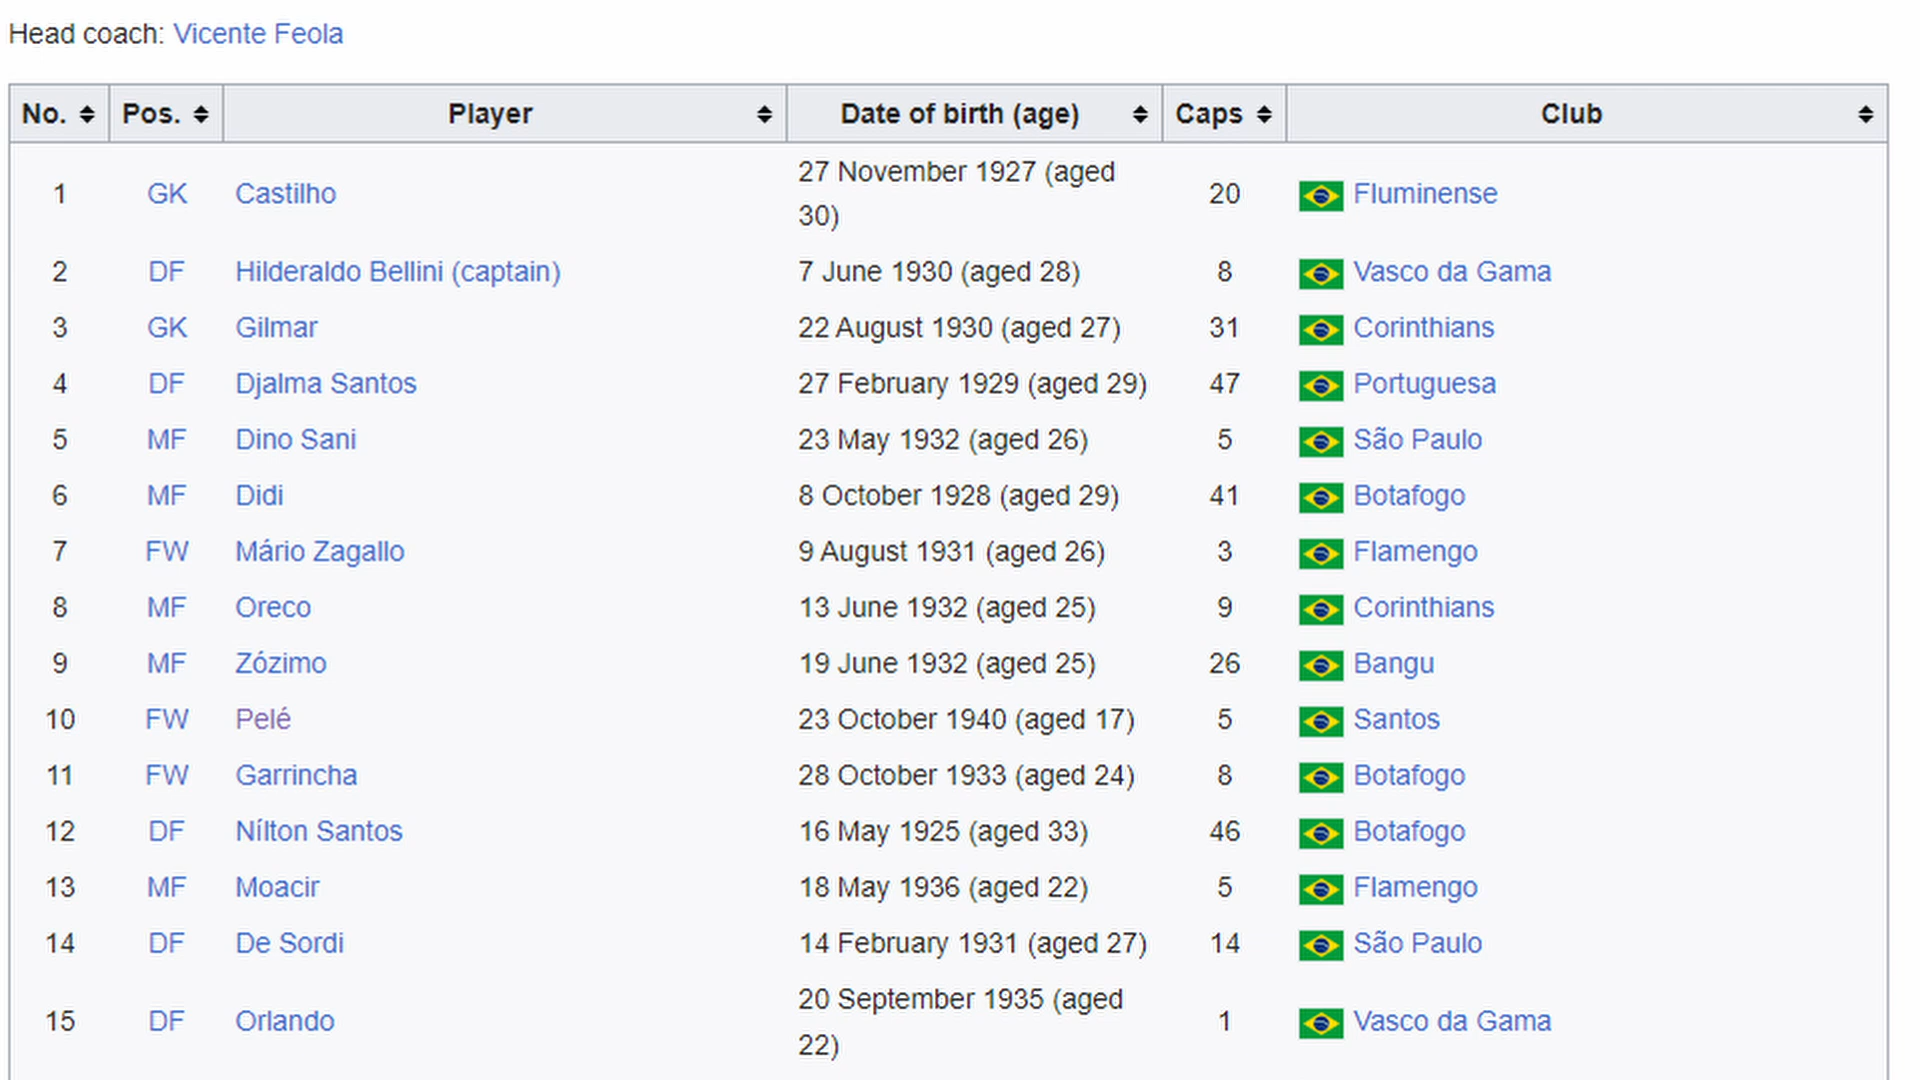 Head coach: Vicente Feola
No. Pos. Player Date of birth (age) Caps Club
1 GK Castilho 27 November 1927 (aged 30) 20 Fluminense
2 DF Hilderaldo Bellini (captain) 7 June 1930 (aged 28) 8 Vasco da Gama
3 GK Gilmar 22 August 1930 (aged 27) 31 Corinthians
4 DF Djalma Santos 27 February 1929 (aged 29) 47 Portuguesa
5 MF Dino Sani 23 May 1932 (aged 26) 5 São Paulo
6 MF Didi 8 October 1928 (aged 29) 41 Botafogo
7 FW Mário Zagallo 9 August 1931 (aged 26) 3 Flamengo
8 MF Oreco 13 June 1932 (aged 25) 9 Corinthians
9 MF Zózimo 19 June 1932 (aged 25) 26 Bangu
10 FW Pelé 23 October 1940 (aged 17) 5 Santos
11 FW Garrincha 28 October 1933 (aged 24) 8 Botafogo
12 DF Nílton Santos 16 May 1925 (aged 33) 46 Botafogo
13 MF Moacir 18 May 1936 (aged 22) 5 Flamengo
14 DF De Sordi 14 February 1931 (aged 27) 14 São Paulo
15 DF Orlando 20 September 1935 (aged 22) 1 Vasco da Gama